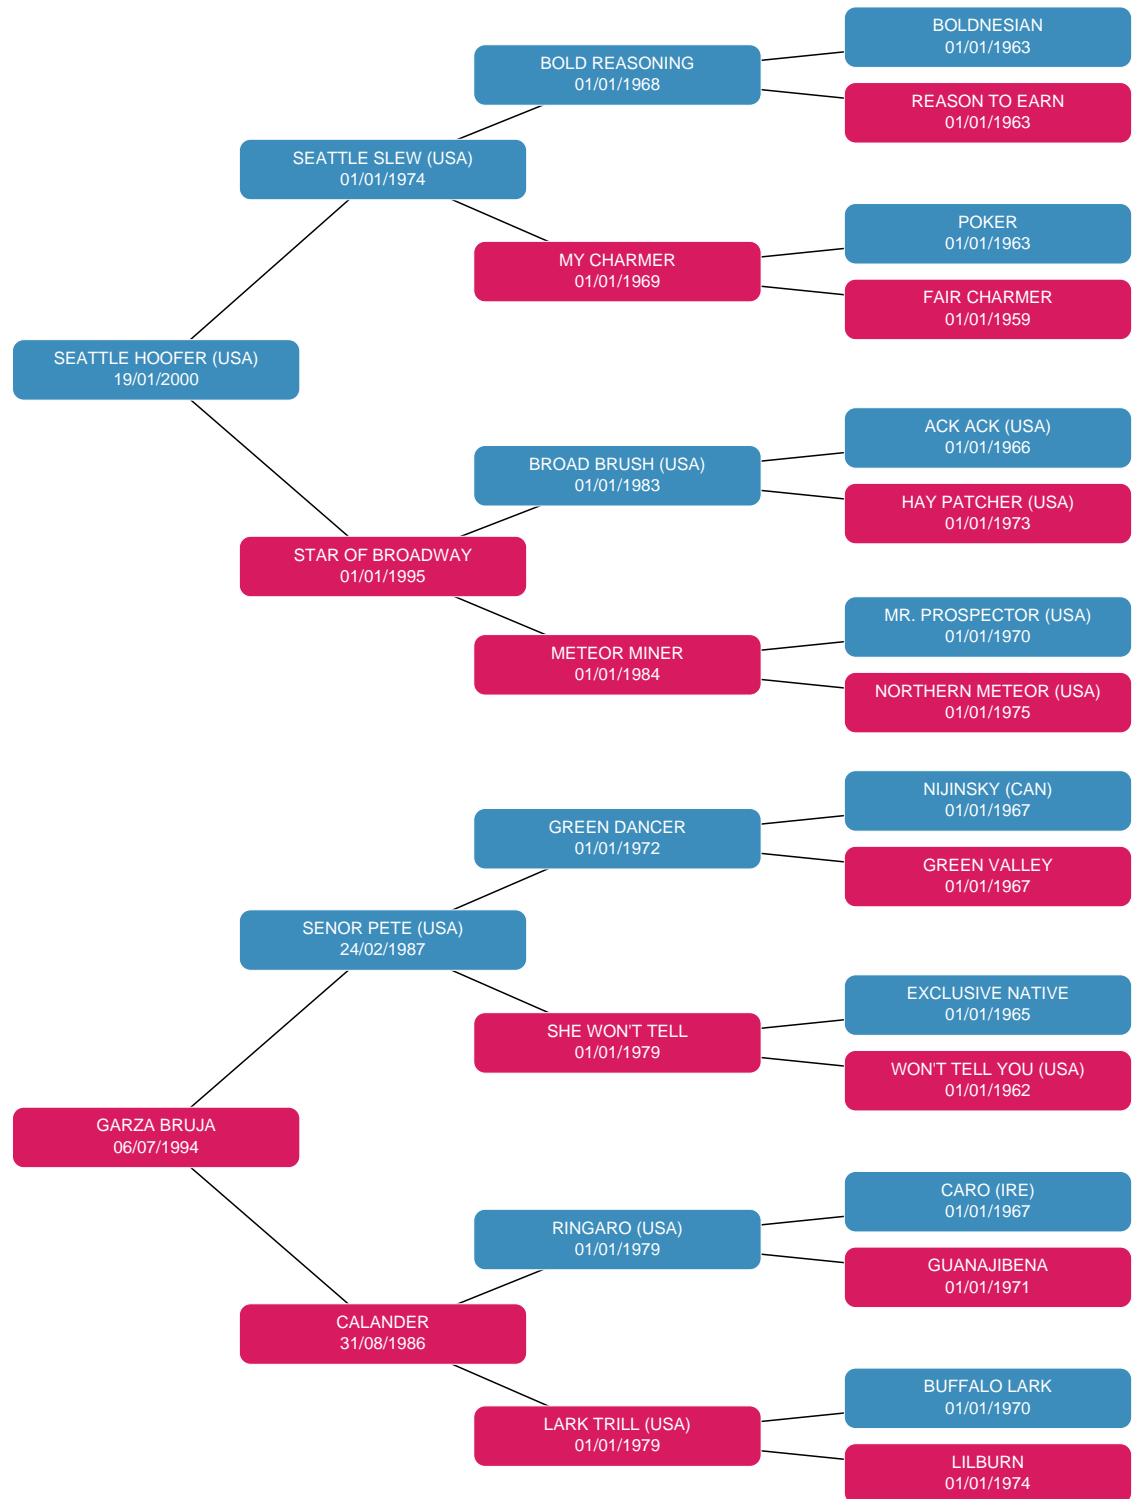 BOLDNESIAN
01/01/1963
BOLD REASONING
01/01/1968
REASON TO EARN
01/01/1963
SEATTLE SLEW (USA)
01/01/1974
POKER
01/01/1963
MY CHARMER
01/01/1969
FAIR CHARMER
01/01/1959
SEATTLE HOOFER (USA)
19/01/2000
ACK ACK (USA)
01/01/1966
BROAD BRUSH (USA)
01/01/1983
HAY PATCHER (USA)
01/01/1973
STAR OF BROADWAY
01/01/1995
MR. PROSPECTOR (USA)
01/01/1970
METEOR MINER
01/01/1984
NORTHERN METEOR (USA)
01/01/1975
NIJINSKY (CAN)
01/01/1967
GREEN DANCER
01/01/1972
GREEN VALLEY
01/01/1967
SENOR PETE (USA)
24/02/1987
EXCLUSIVE NATIVE
01/01/1965
SHE WON'T TELL
01/01/1979
WON'T TELL YOU (USA)
01/01/1962
GARZA BRUJA
06/07/1994
CARO (IRE)
01/01/1967
RINGARO (USA)
01/01/1979
GUANAJIBENA
01/01/1971
CALANDER
31/08/1986
BUFFALO LARK
01/01/1970
LARK TRILL (USA)
01/01/1979
LILBURN
01/01/1974